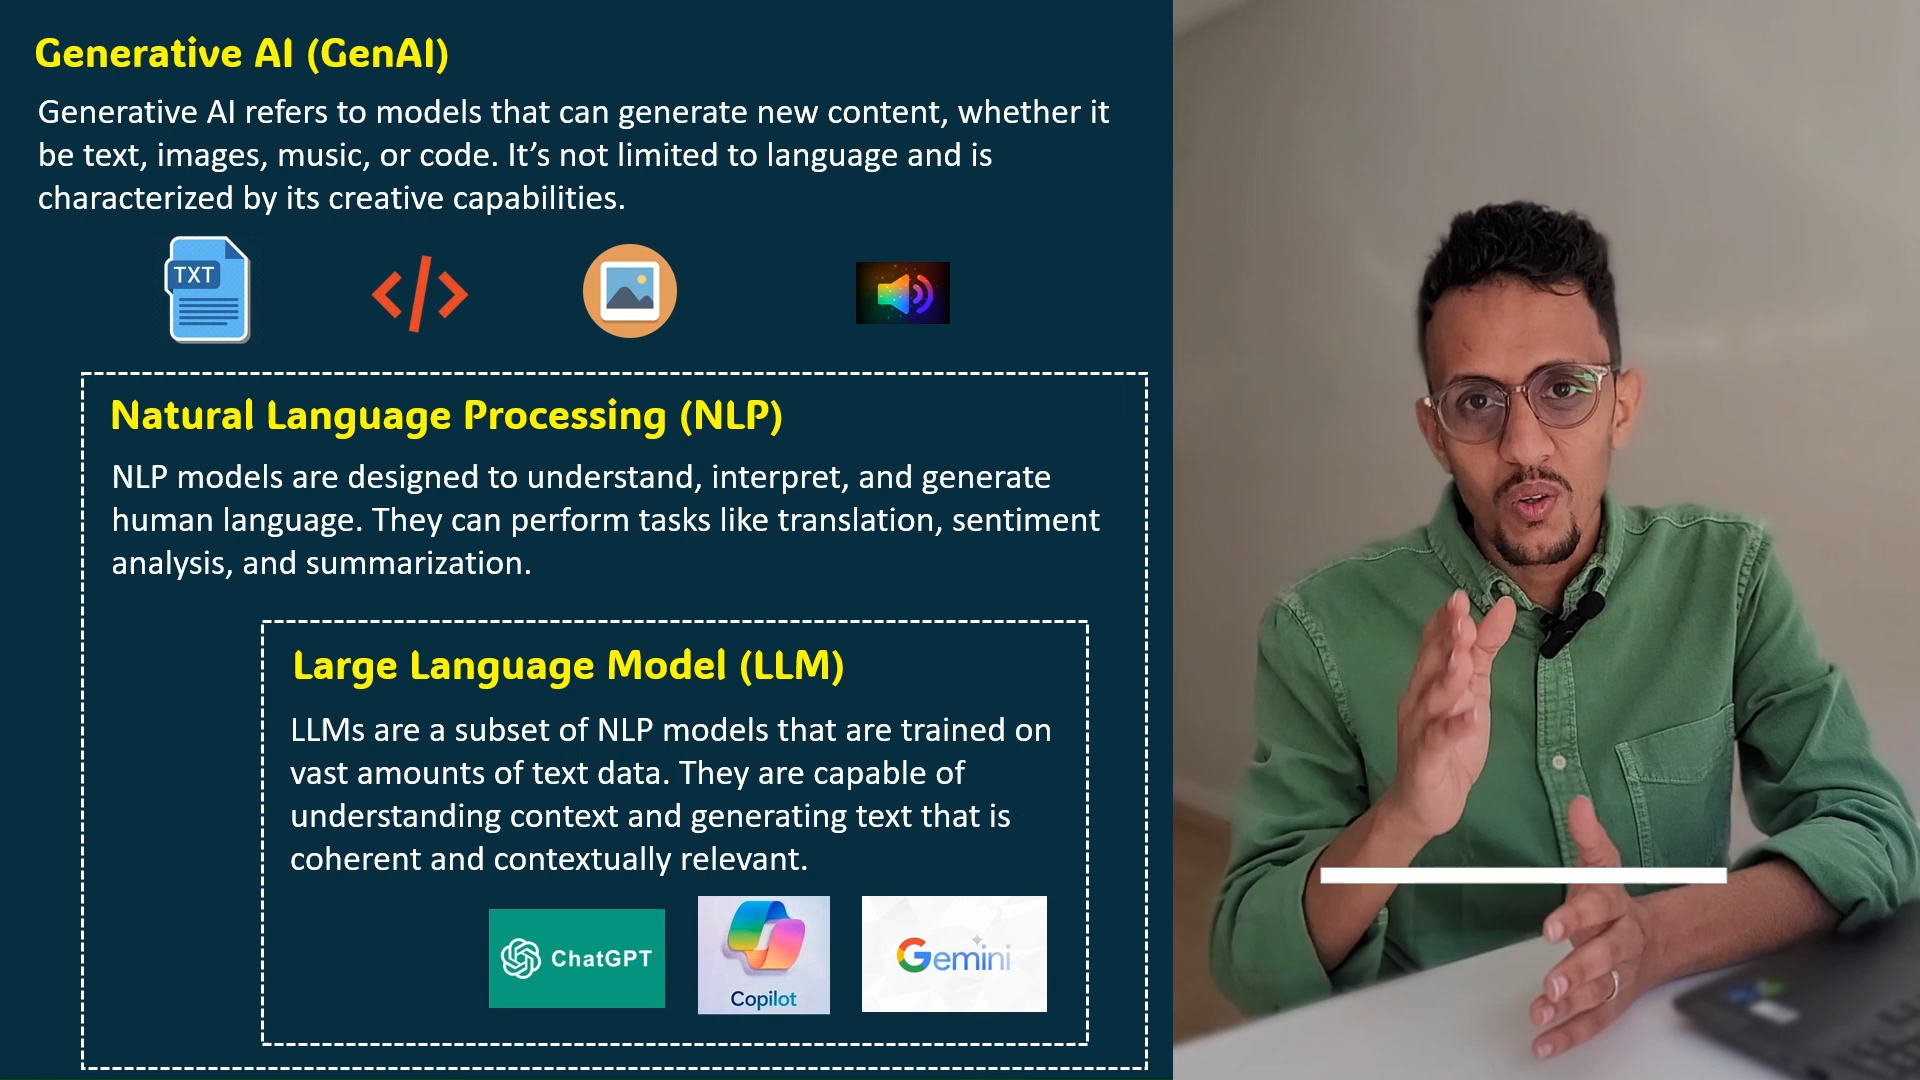 Generative AI (GenAI)
Generative AI refers to models that can generate new content, whether it
be text, images, music, or code. It’s not limited to language and is
characterized by its creative capabilities.
TXT
</>
Natural Language Processing (NLP)
NLP models are designed to understand, interpret, and generate
human language. They can perform tasks like translation, sentiment
analysis, and summarization.
Large Language Model (LLM)
LLMs are a subset of NLP models that are trained on
vast amounts of text data. They are capable of
understanding context and generating text that is
coherent and contextually relevant.
ChatGPT
Copilot
Gemini